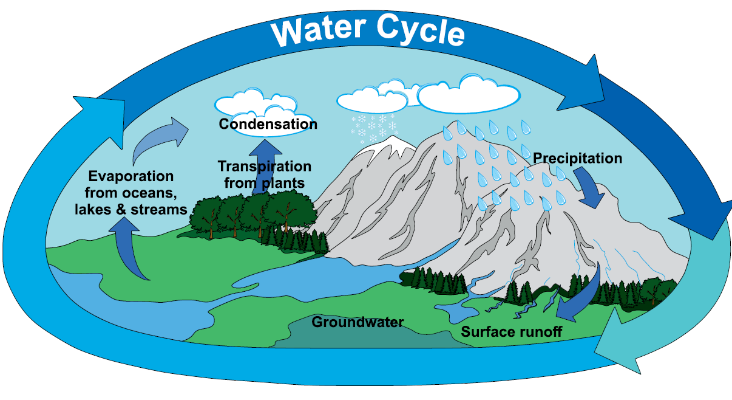 Water Cycle
Condensation
Evaporation
from oceans,
lakes & streams
Transpiration
from plants
Precipitation
Groundwater
Surface runoff